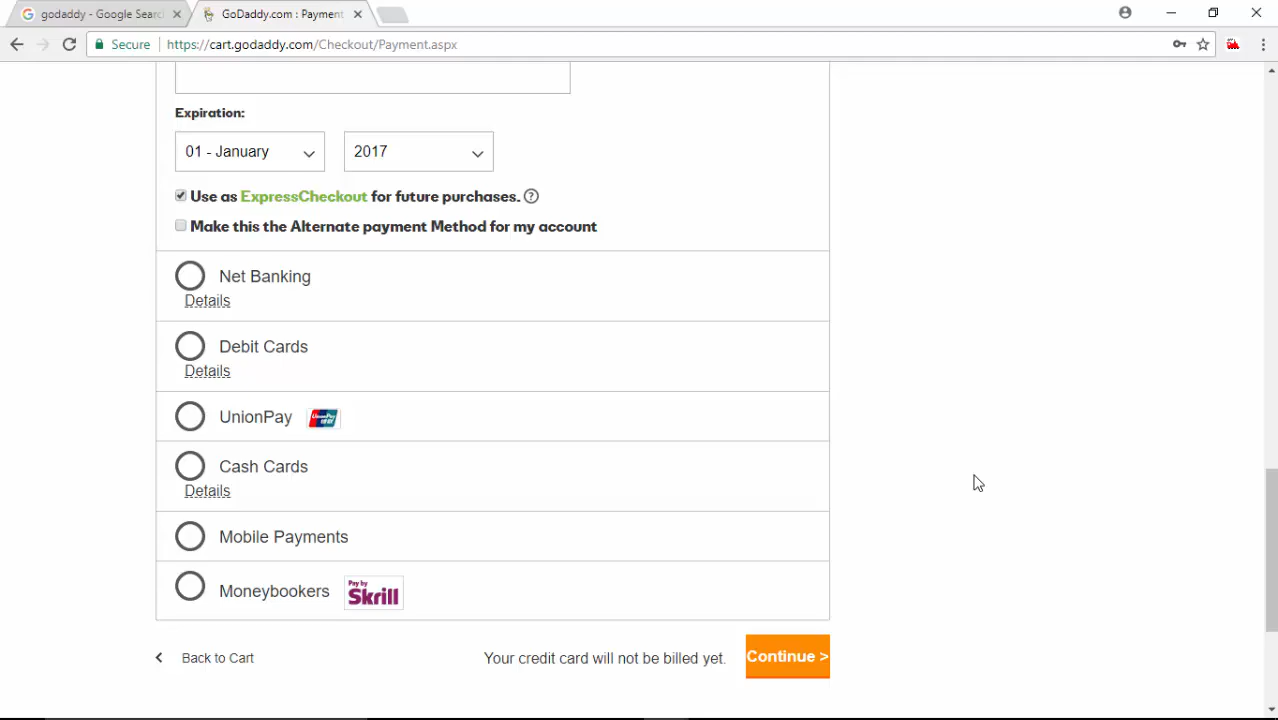 godaddy - Google Searc
GoDaddy.com : Payment
Secure
https://cart.godaddy.com/Checkout/Payment.aspx
Expiration:
01 - January
2017
Use as ExpressCheckout for future purchases. ?
Make this the Alternate payment Method for my account
Net Banking
Details
Debit Cards
Details
UnionPay UnionPay
Cash Cards
Details
Mobile Payments
Moneybookers
Pay by
Skrill
Back to Cart
Your credit card will not be billed yet.
Continue >